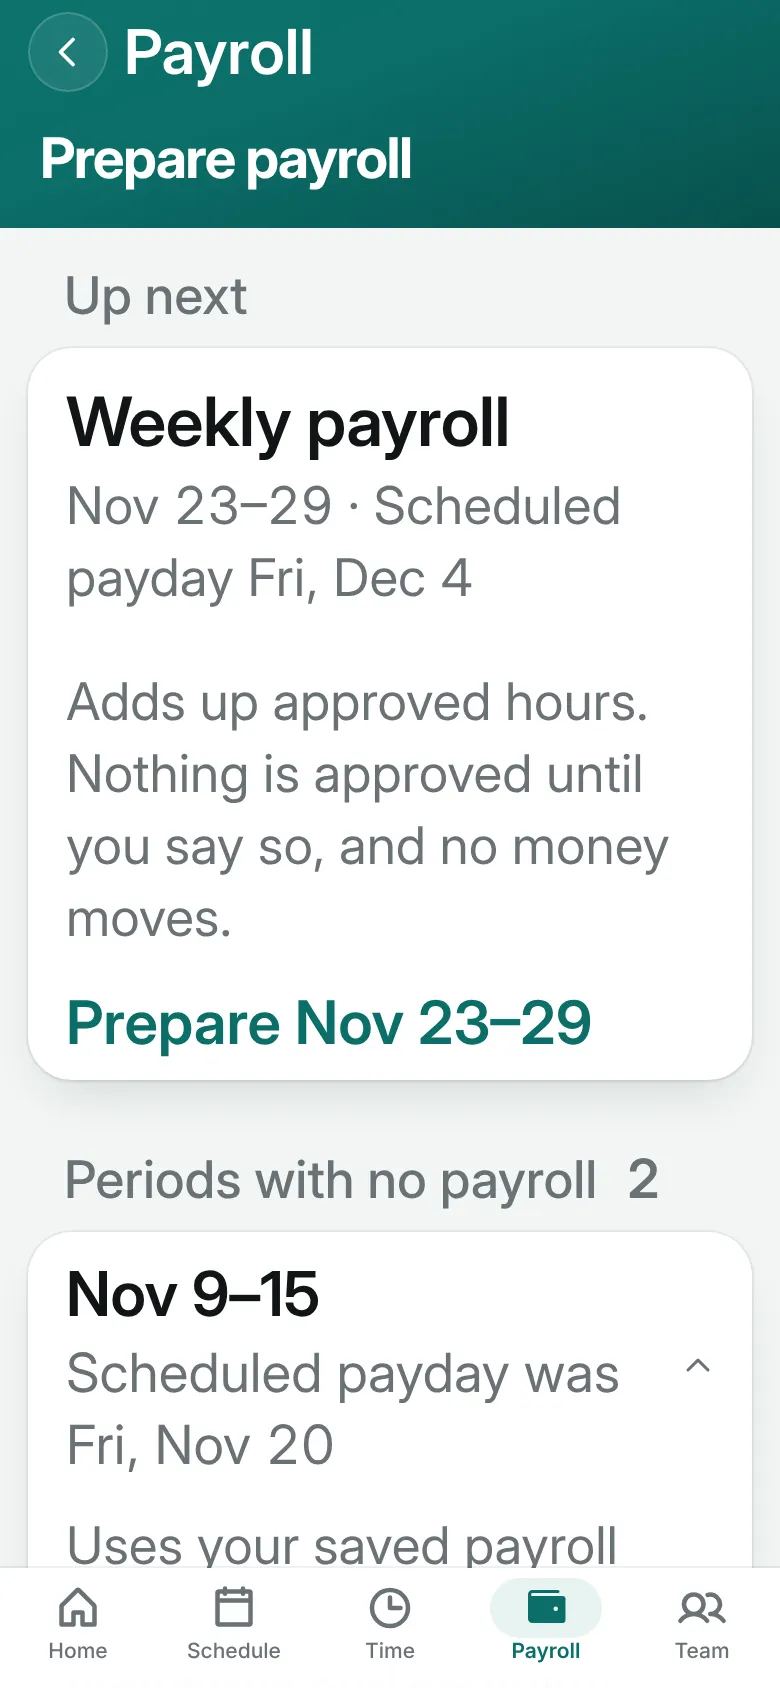 Payroll
Prepare payroll
Up next
Weekly payroll
Nov 23–29 · Scheduled
payday Fri, Dec 4
Adds up approved hours.
Nothing is approved until
you say so, and no money
moves.
Prepare Nov 23–29
Periods with no payroll 2
Nov 9–15
Scheduled payday was
Fri, Nov 20
Uses your saved payroll
Home
Schedule
Time
Payroll
Team